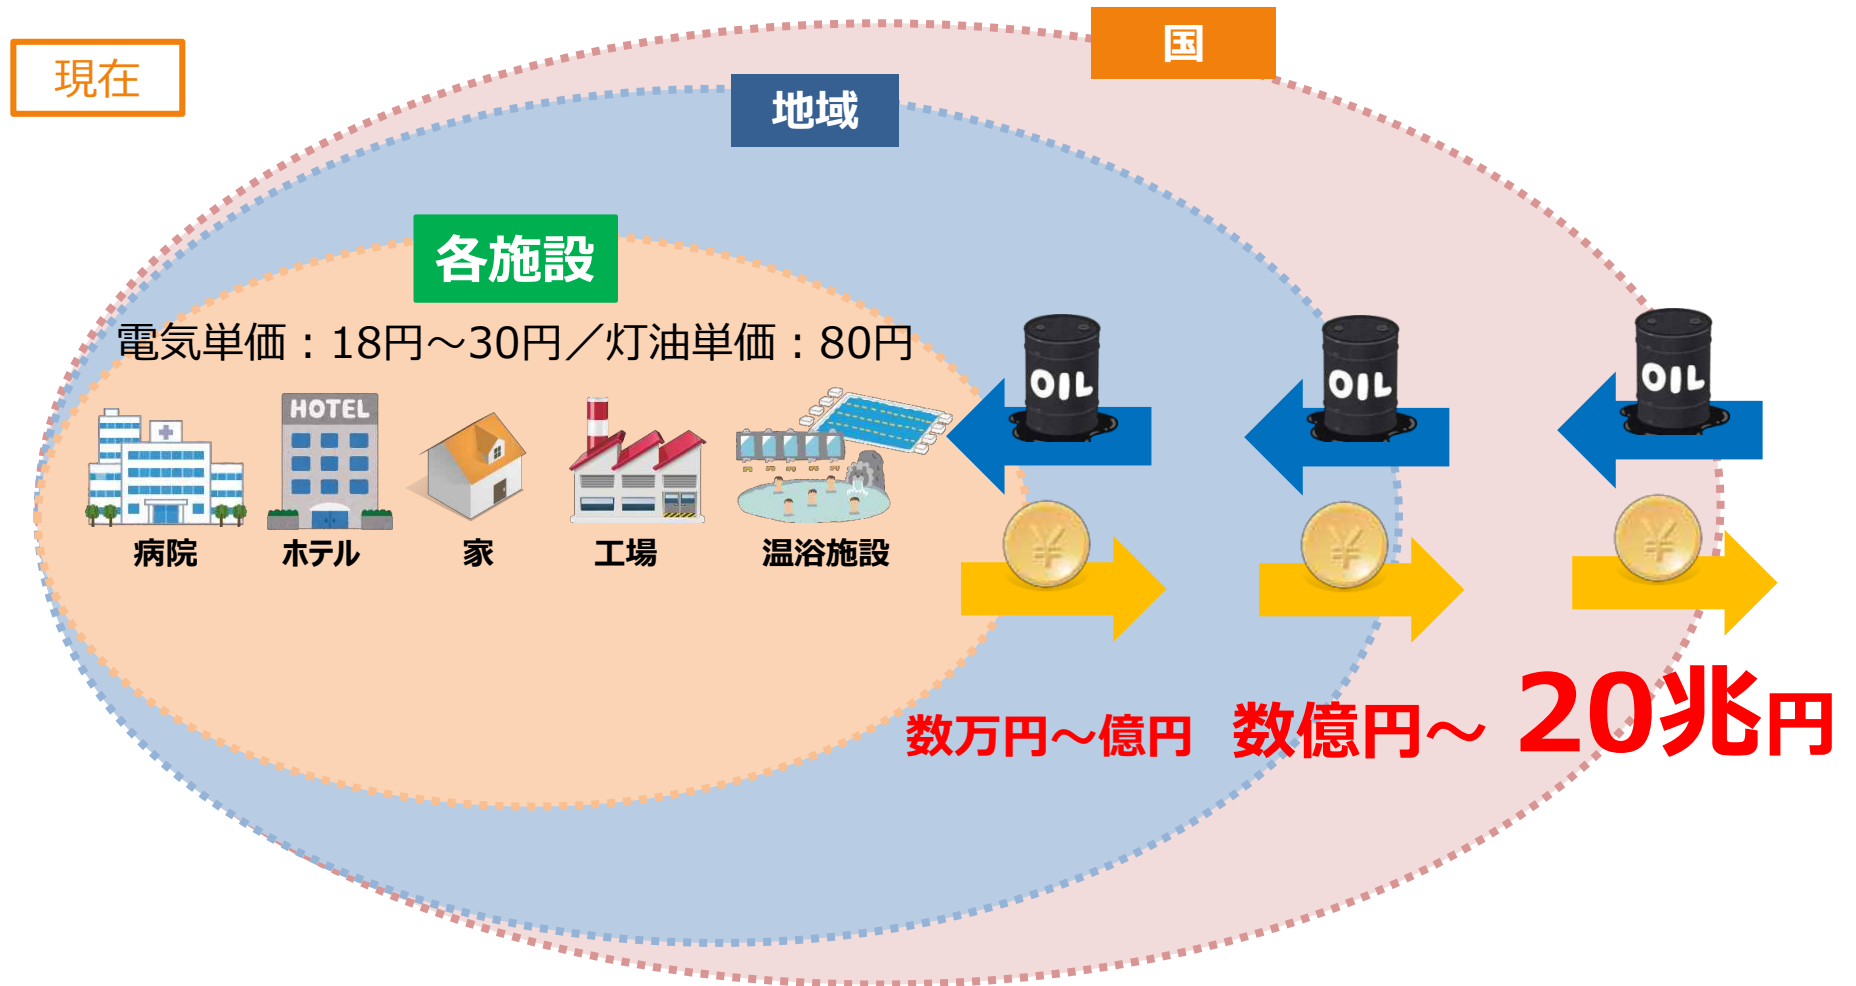 現在
国
地域
各施設
電気単価：18円～30円／灯油単価：80円
HOTEL
OIL
OIL
OIL
病院
ホテル
家
工場
温浴施設
¥
¥
¥
数万円～億円
数億円～
20兆円